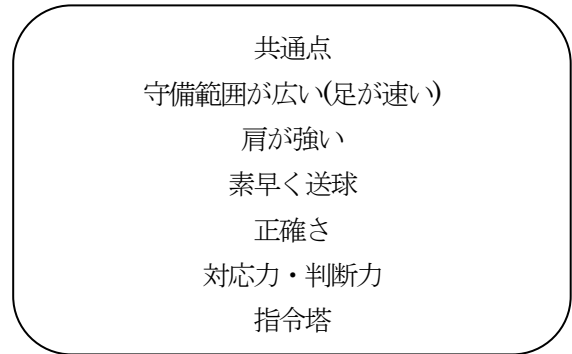 共通点
守備範囲が広い(足が速い)
肩が強い
素早く送球
正確さ
対応力・判断力
指令塔